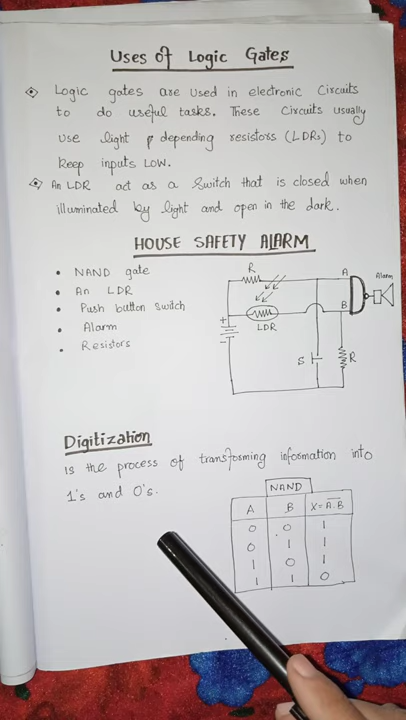 Uses of Logic Gates
Logic gates are used in electronic Circuits
to do useful tasks. These Circuits usually
use light depending resistors (LDRs) to
keep inputs LOW.
An LDR act as a Switch that is closed when
illuminated by light and open in the dark.
HOUSE SAFETY ALARM
NAND gate
An LDR
Push button Switch
Alarm
Resistors
R
A
Alarm
B
+
-
LDR
S
R
Digitization
Is the process of transforming information into
1's and 0's.
NAND
A B X = A̅.̅B̅
0 0 1
0 1 1
1 0 1
1 1 0